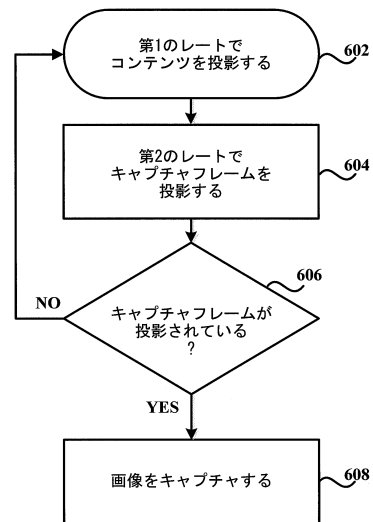 第1のレートで
コンテンツを投影する
602
第2のレートで
キャプチャフレームを
投影する
604
606
キャプチャフレームが
投影されている
?
NO
YES
画像をキャプチャする
608